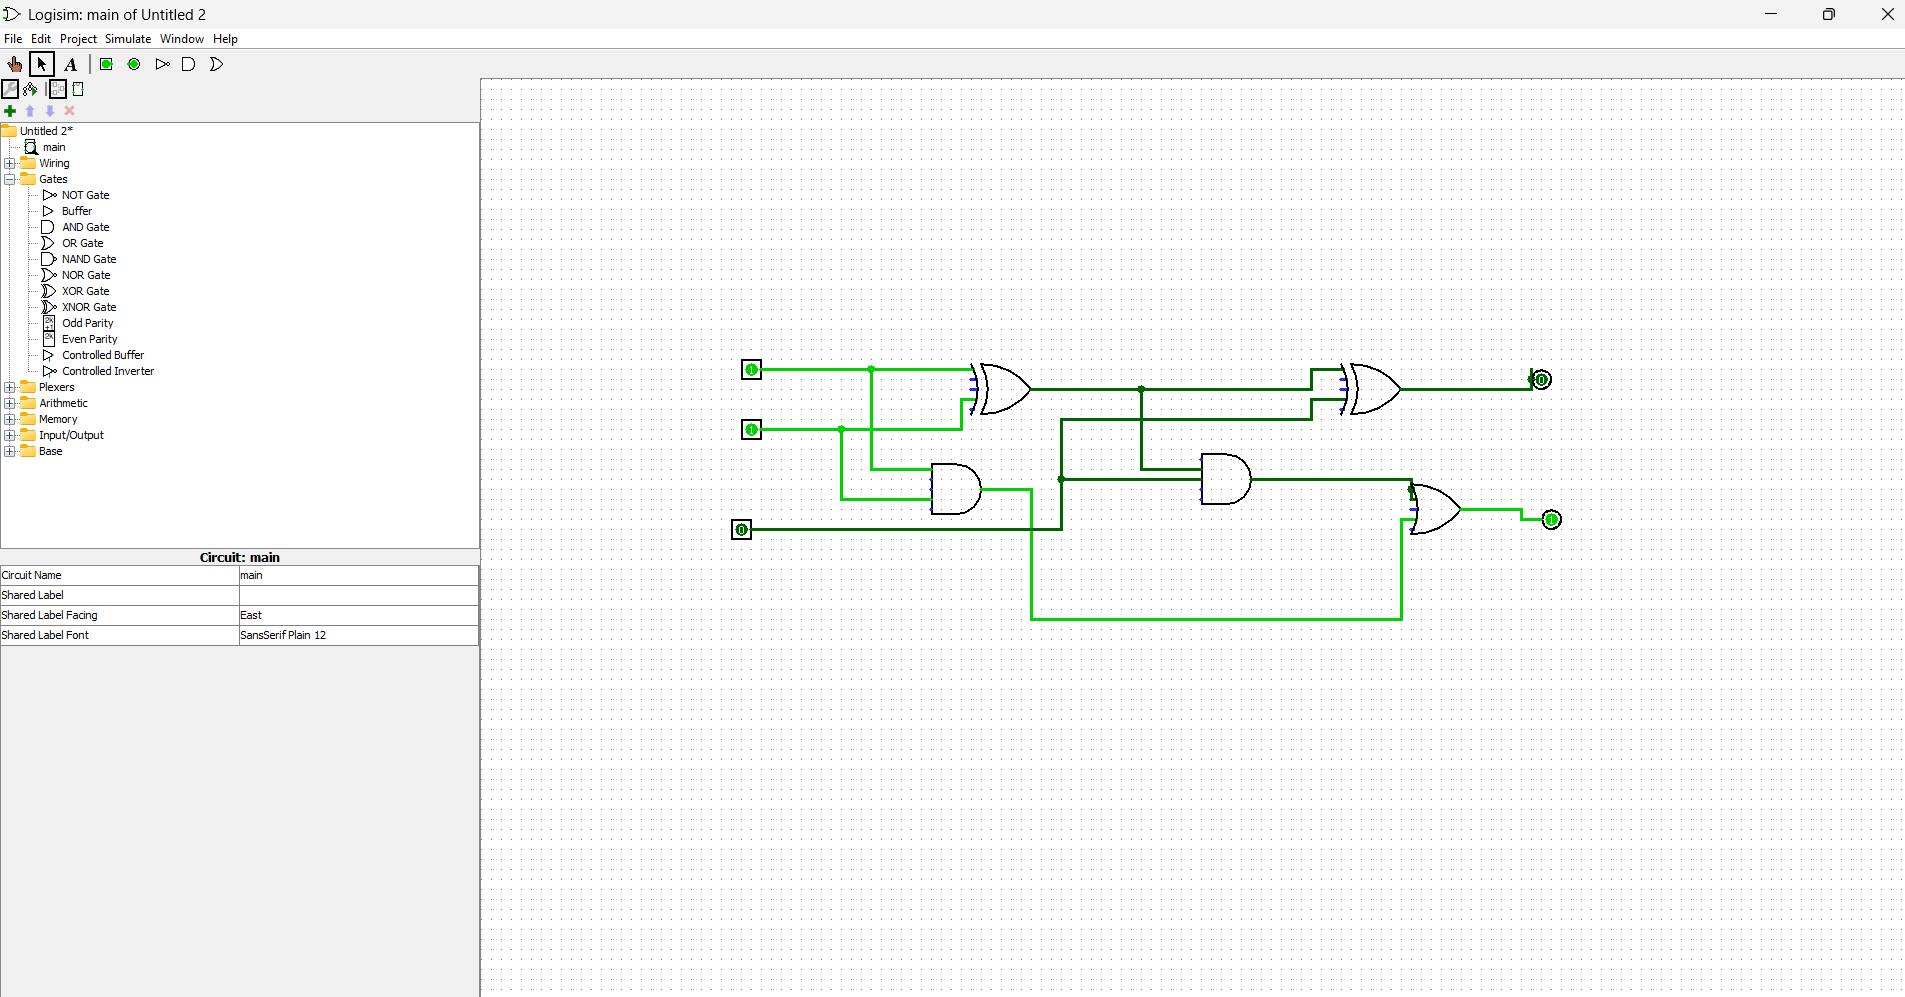 Logisim: main of Untitled 2
File Edit Project Simulate Window Help
A
Untitled 2*
main
Wiring
Gates
NOT Gate
Buffer
AND Gate
OR Gate
NAND Gate
NOR Gate
XOR Gate
XNOR Gate
2k+1 Odd Parity
2k Even Parity
Controlled Buffer
Controlled Inverter
Plexers
Arithmetic
Memory
Input/Output
Base
Circuit: main
Circuit Name main
Shared Label
Shared Label Facing East
Shared Label Font SansSerif Plain 12
1
0
1
1
0